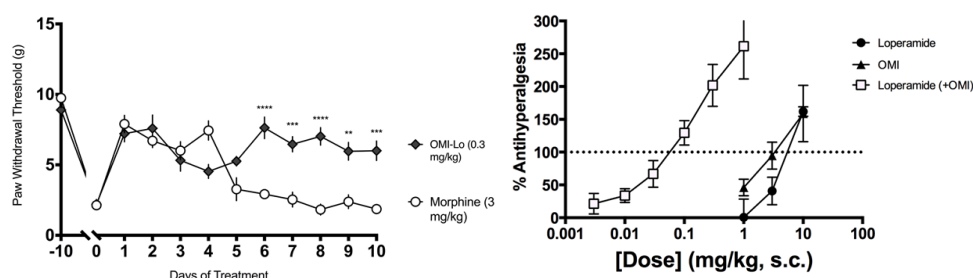 15
10
5
0
Paw Withdrawal Threshold (g)
****
***
****
**
***
OMI-Lo (0.3
mg/kg)
Morphine (3
mg/kg)
-10 0 1 2 3 4 5 6 7 8 9 10
Days of Treatment
300
250
200
150
100
50
0
% Antihyperalgesia
Loperamide
OMI
Loperamide (+OMI)
0.001 0.01 0.1 1 10 100
[Dose] (mg/kg, s.c.)